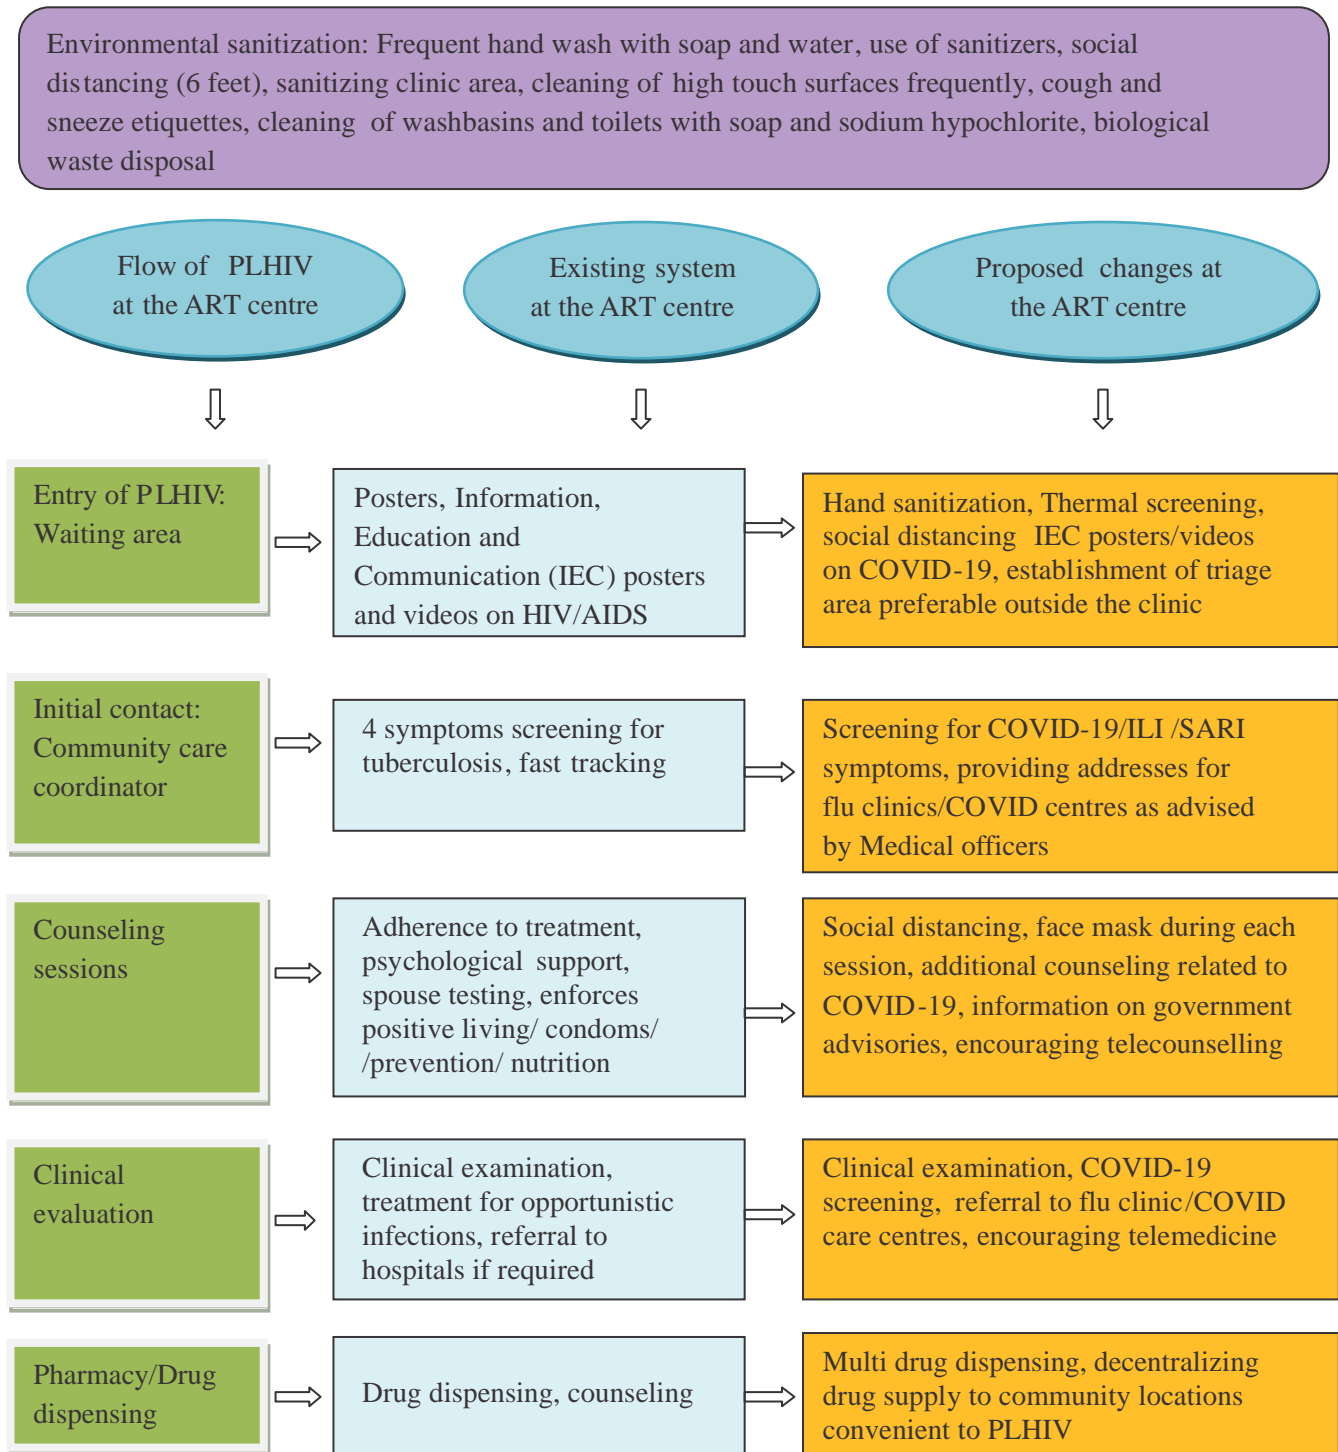 Environmental sanitization: Frequent hand wash with soap and water, use of sanitizers, social
distancing (6 feet), sanitizing clinic area, cleaning of high touch surfaces frequently, cough and
sneeze etiquettes, cleaning of washbasins and toilets with soap and sodium hypochlorite, biological
waste disposal
Flow of PLHIV
at the ART centre
Existing system
at the ART centre
Proposed changes at
the ART centre
Entry of PLHIV:
Waiting area
Posters, Information,
Education and
Communication (IEC) posters
and videos on HIV/AIDS
Hand sanitization, Thermal screening,
social distancing IEC posters/videos
on COVID-19, establishment of triage
area preferable outside the clinic
Initial contact:
Community care
coordinator
4 symptoms screening for
tuberculosis, fast tracking
Screening for COVID-19/ILI /SARI
symptoms, providing addresses for
flu clinics/COVID centres as advised
by Medical officers
Counseling
sessions
Adherence to treatment,
psychological support,
spouse testing, enforces
positive living/ condoms/
/prevention/ nutrition
Social distancing, face mask during each
session, additional counseling related to
COVID-19, information on government
advisories, encouraging telecounselling
Clinical
evaluation
Clinical examination,
treatment for opportunistic
infections, referral to
hospitals if required
Clinical examination, COVID-19
screening, referral to flu clinic/COVID
care centres, encouraging telemedicine
Pharmacy/Drug
dispensing
Drug dispensing, counseling
Multi drug dispensing, decentralizing
drug supply to community locations
convenient to PLHIV